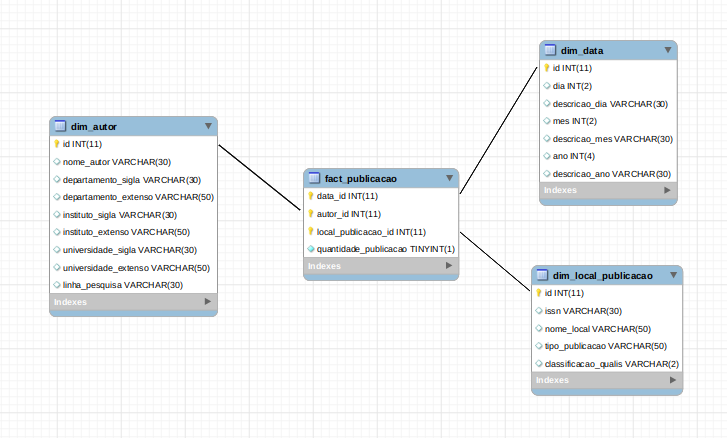 dim_autor
id INT(11)
nome_autor VARCHAR(30)
departamento_sigla VARCHAR(30)
departamento_extenso VARCHAR(50)
instituto_sigla VARCHAR(30)
instituto_extenso VARCHAR(50)
universidade_sigla VARCHAR(30)
universidade_extenso VARCHAR(50)
linha_pesquisa VARCHAR(30)
Indexes
fact_publicacao
data_id INT(11)
autor_id INT(11)
local_publicacao_id INT(11)
quantidade_publicacao TINYINT(1)
Indexes
dim_data
id INT(11)
dia INT(2)
descricao_dia VARCHAR(30)
mes INT(2)
descricao_mes VARCHAR(30)
ano INT(4)
descricao_ano VARCHAR(30)
Indexes
dim_local_publicacao
id INT(11)
issn VARCHAR(30)
nome_local VARCHAR(50)
tipo_publicacao VARCHAR(50)
classificacao_qualis VARCHAR(2)
Indexes